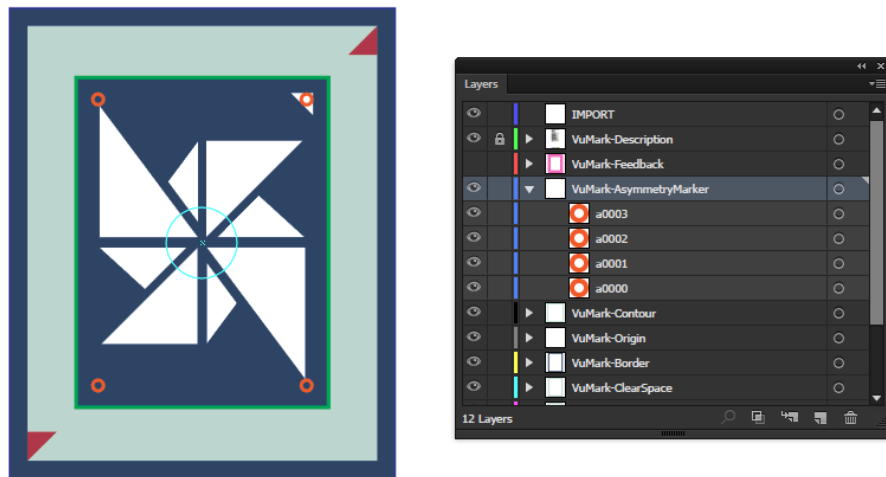 Layers
IMPORT
VuMark-Description
VuMark-Feedback
VuMark-AsymmetryMarker
a0003
a0002
a0001
a0000
VuMark-Contour
VuMark-Origin
VuMark-Border
VuMark-ClearSpace
12 Layers